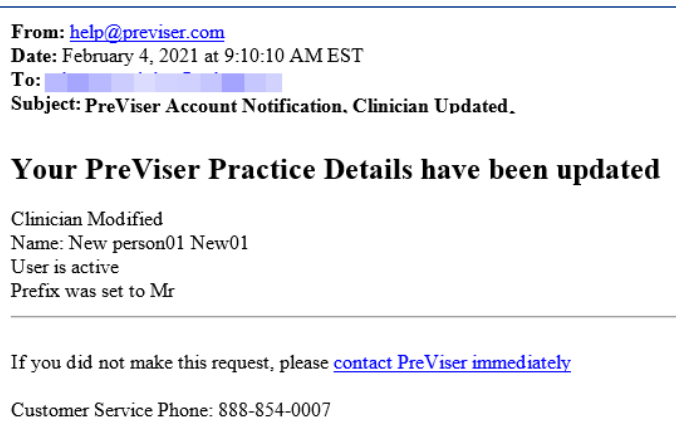 From: help@previser.com
Date: February 4, 2021 at 9:10:10 AM EST
To:
Subject: PreViser Account Notification, Clinician Updated.
Your PreViser Practice Details have been updated
Clinician Modified
Name: New person01 New01
User is active
Prefix was set to Mr
If you did not make this request, please contact PreViser immediately
Customer Service Phone: 888-854-0007